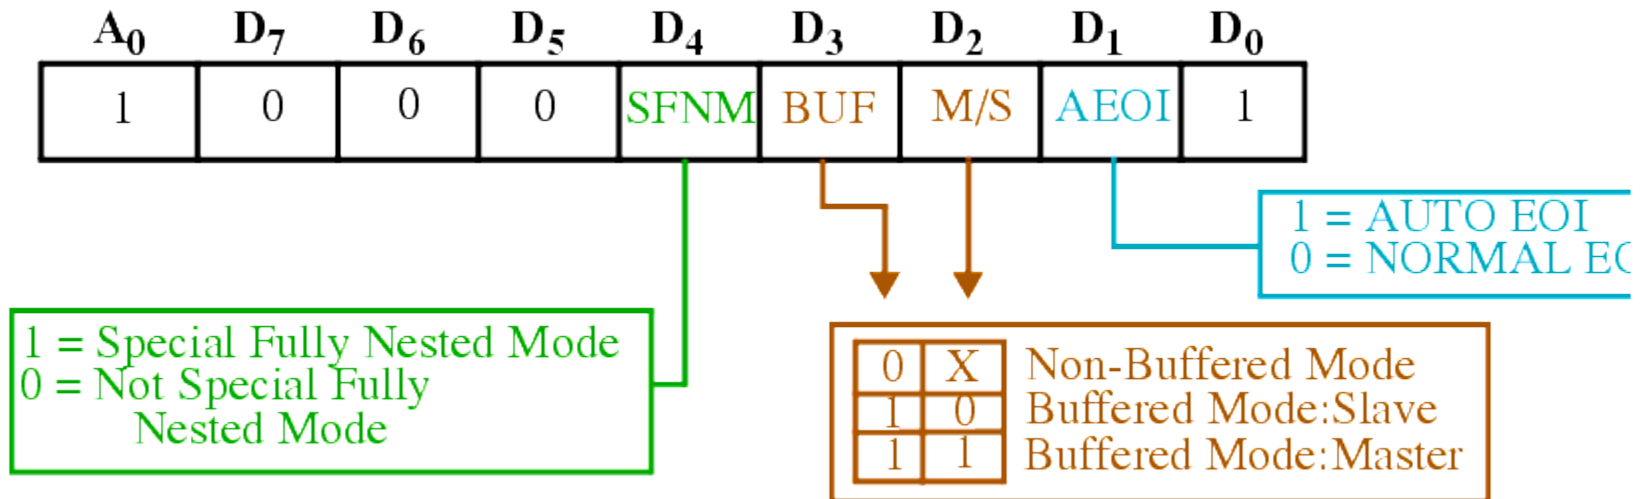 A0 D7 D6 D5 D4 D3 D2 D1 D0
1 0 0 0 SFNM BUF M/S AEOI 1
1 = AUTO EOI
0 = NORMAL
1 = Special Fully Nested Mode
0 = Not Special Fully
Nested Mode
0 X Non-Buffered Mode
1 0 Buffered Mode:Slave
1 1 Buffered Mode:Master